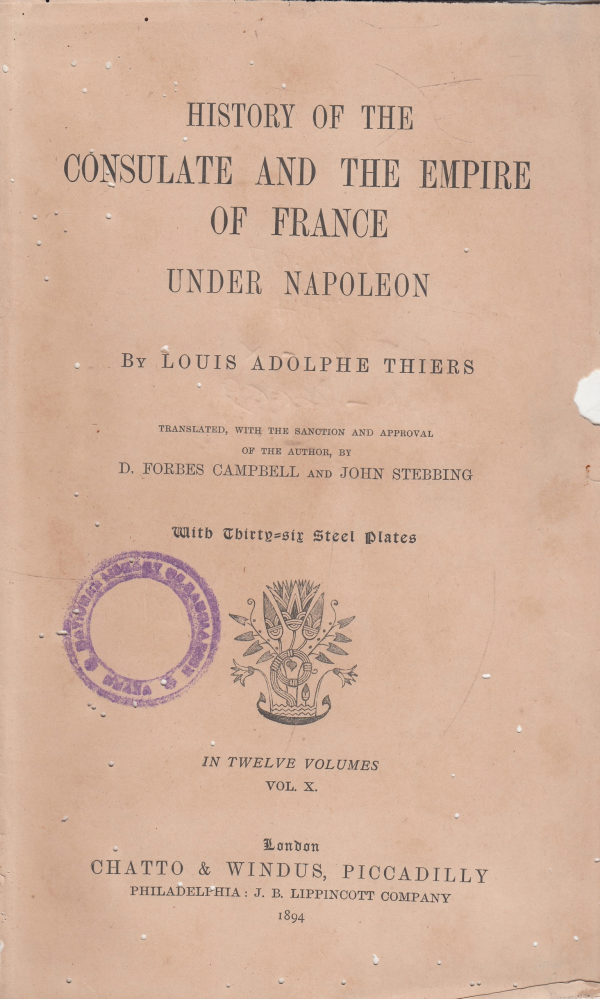 HISTORY OF THE
CONSULATE AND THE EMPIRE
OF FRANCE
UNDER NAPOLEON
BY LOUIS ADOLPHE THIERS
TRANSLATED, WITH THE SANCTION AND APPROVAL
OF THE AUTHOR, BY
D. FORBES CAMPBELL AND JOHN STEBBING
With Thirty-six Steel Plates
IN TWELVE VOLUMES
VOL. X.
London
CHATTO & WINDUS, PICCADILLY
PHILADELPHIA: J. B. LIPPINCOTT COMPANY
1894